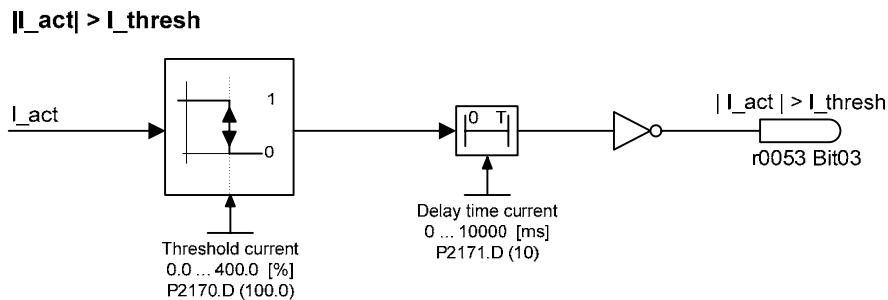 |I_act| > I_thresh
I_act
1
0
0 T
| I_act | > I_thresh
r0053 Bit03
Threshold current
0.0 ... 400.0 [%]
P2170.D (100.0)
Delay time current
0 ... 10000 [ms]
P2171.D (10)